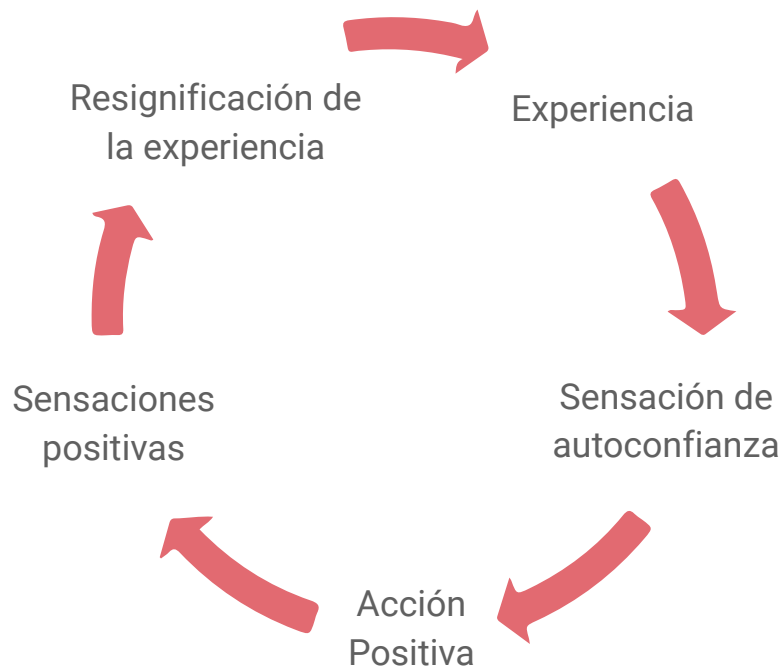 Resignificación de
la experiencia
Experiencia
Sensación de
autoconfianza
Acción
Positiva
Sensaciones
positivas